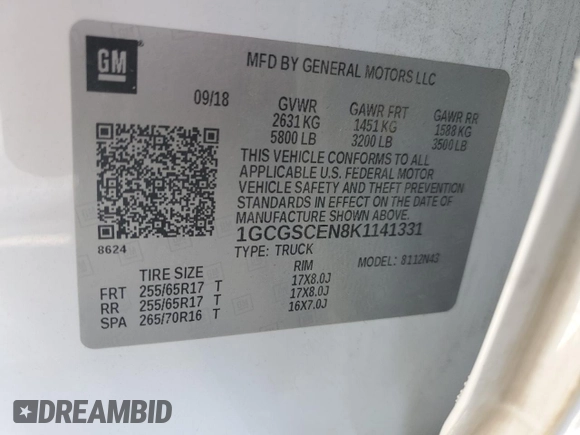 GM
MFD BY GENERAL MOTORS LLC
09/18
GVWR GAWR FRT GAWR RR
2631 KG 1451 KG 1588 KG
5800 LB 3200 LB 3500 LB
THIS VEHICLE CONFORMS TO ALL
APPLICABLE U.S. FEDERAL MOTOR
VEHICLE SAFETY AND THEFT PREVENTION
STANDARDS IN EFFECT ON THE DATE OF
MANUFACTURE SHOWN ABOVE.
8624
1GCGSCEN8K1141331
TYPE: TRUCK
MODEL: 8112N43
TIRE SIZE RIM
FRT 255/65R17 T 17X8.0J
RR 255/65R17 T 17X8.0J
SPA 265/70R16 T 16X7.0J
DREAMBID